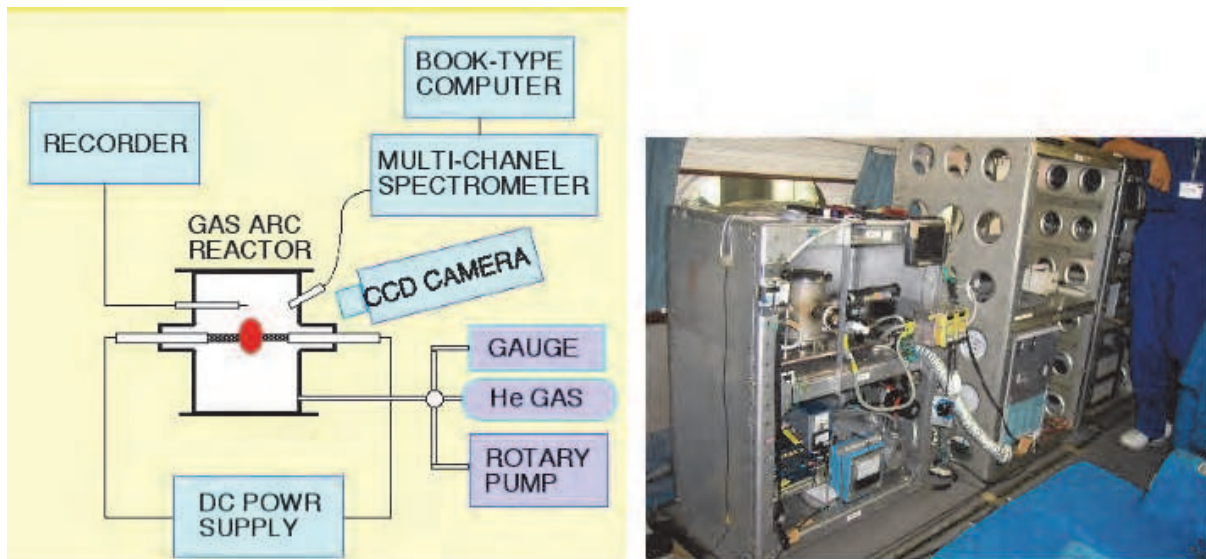 BOOK-TYPE
COMPUTER
RECORDER
MULTI-CHANEL
SPECTROMETER
GAS ARC
REACTOR
CCD CAMERA
GAUGE
He GAS
ROTARY
PUMP
DC POWR
SUPPLY